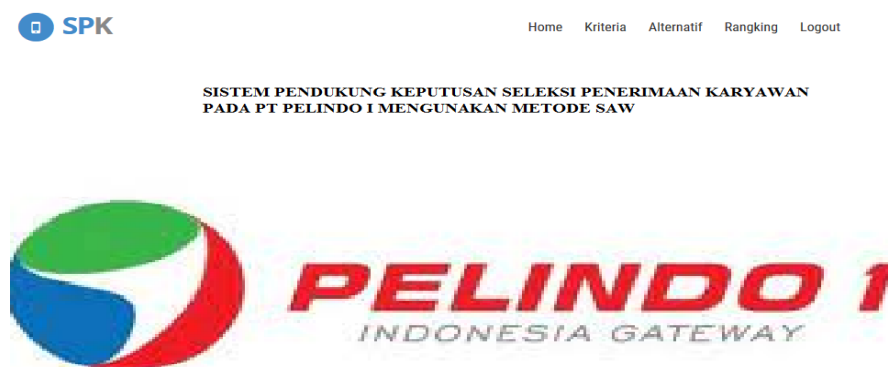 SPK
Home Kriteria Alternatif Rangking Logout
SISTEM PENDUKUNG KEPUTUSAN SELEKSI PENERIMAAN KARYAWAN
PADA PT PELINDO I MENGUNAKAN METODE SAW
PELINDO 1
INDONESIA GATEWAY